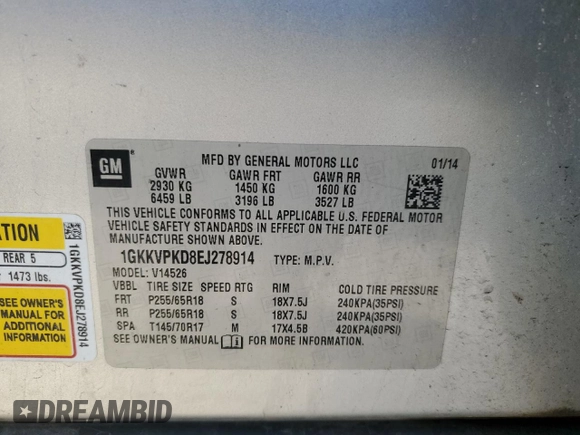 GM
MFD BY GENERAL MOTORS LLC
01/14
GVWR GAWR FRT GAWR RR
2930 KG 1450 KG 1600 KG
6459 LB 3196 LB 3527 LB
THIS VEHICLE CONFORMS TO ALL APPLICABLE U.S. FEDERAL MOTOR
VEHICLE SAFETY STANDARDS IN EFFECT ON THE DATE OF
MANUFACTURE SHOWN ABOVE.
1GKKVPKD8EJ278914 TYPE: M.P.V.
MODEL: V14526
VBBL TIRE SIZE SPEED RTG RIM COLD TIRE PRESSURE
FRT P255/65R18 S 18X7.5J 240KPA(35PSI)
RR P255/65R18 S 18X7.5J 240KPA(35PSI)
SPA T145/70R17 M 17X4.5B 420KPA(60PSI)
SEE OWNER'S MANUAL FOR MORE INFORMATION.
ATION
REAR 5
1473 lbs.
SEE OWNER'S
MANUAL FOR
ADDITIONAL
INFORMATION
1GKKVPKD8EJ278914
DREAMBID